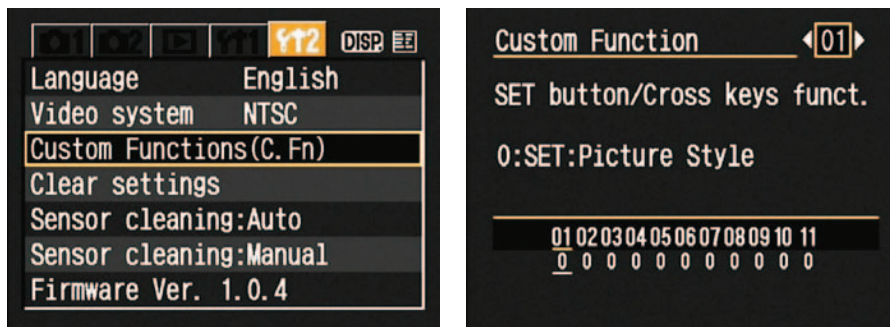 1 2 1 2 DISP.
Language English
Video system NTSC
Custom Functions(C.Fn)
Clear settings
Sensor cleaning:Auto
Sensor cleaning:Manual
Firmware Ver. 1.0.4
Custom Function 01
SET button/Cross keys funct.
0:SET:Picture Style
01 02 03 04 05 06 07 08 09 10 11
0 0 0 0 0 0 0 0 0 0 0